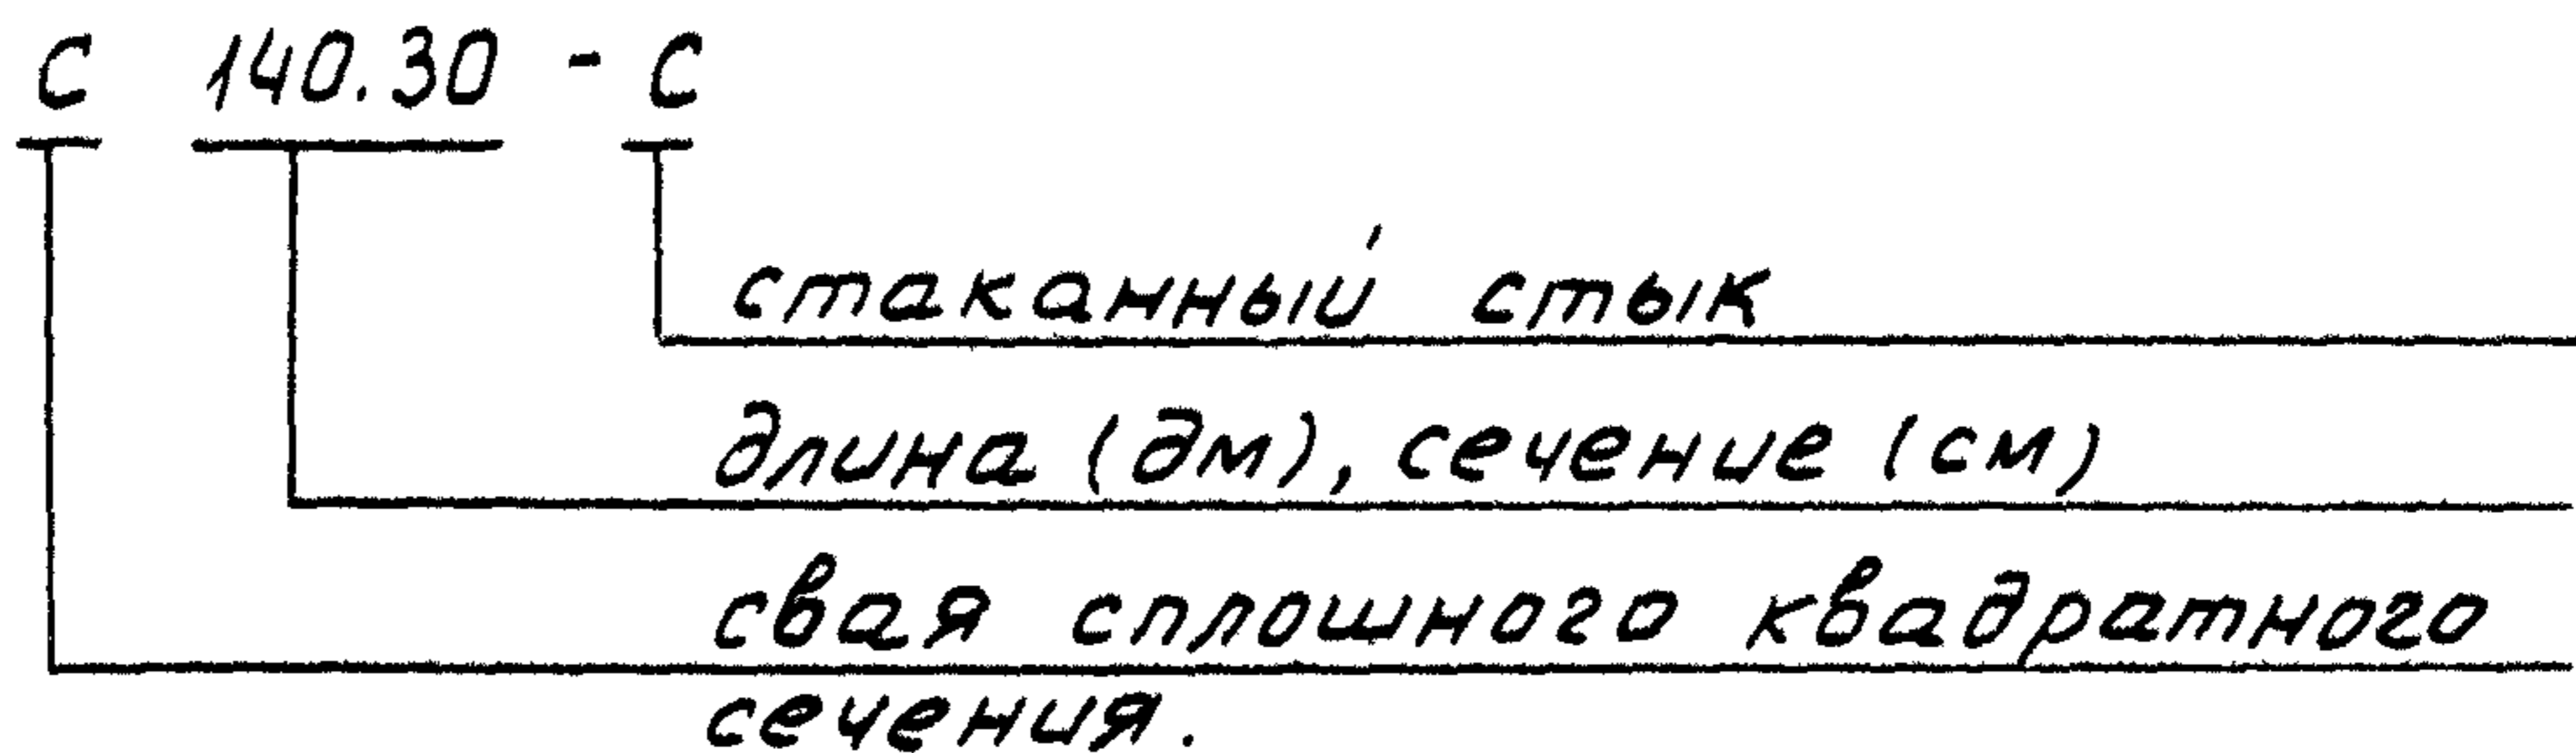 С 140.30 - С
стаканный стык
длина (дм), сечение (см)
свая сплошного квадратного
сечения.